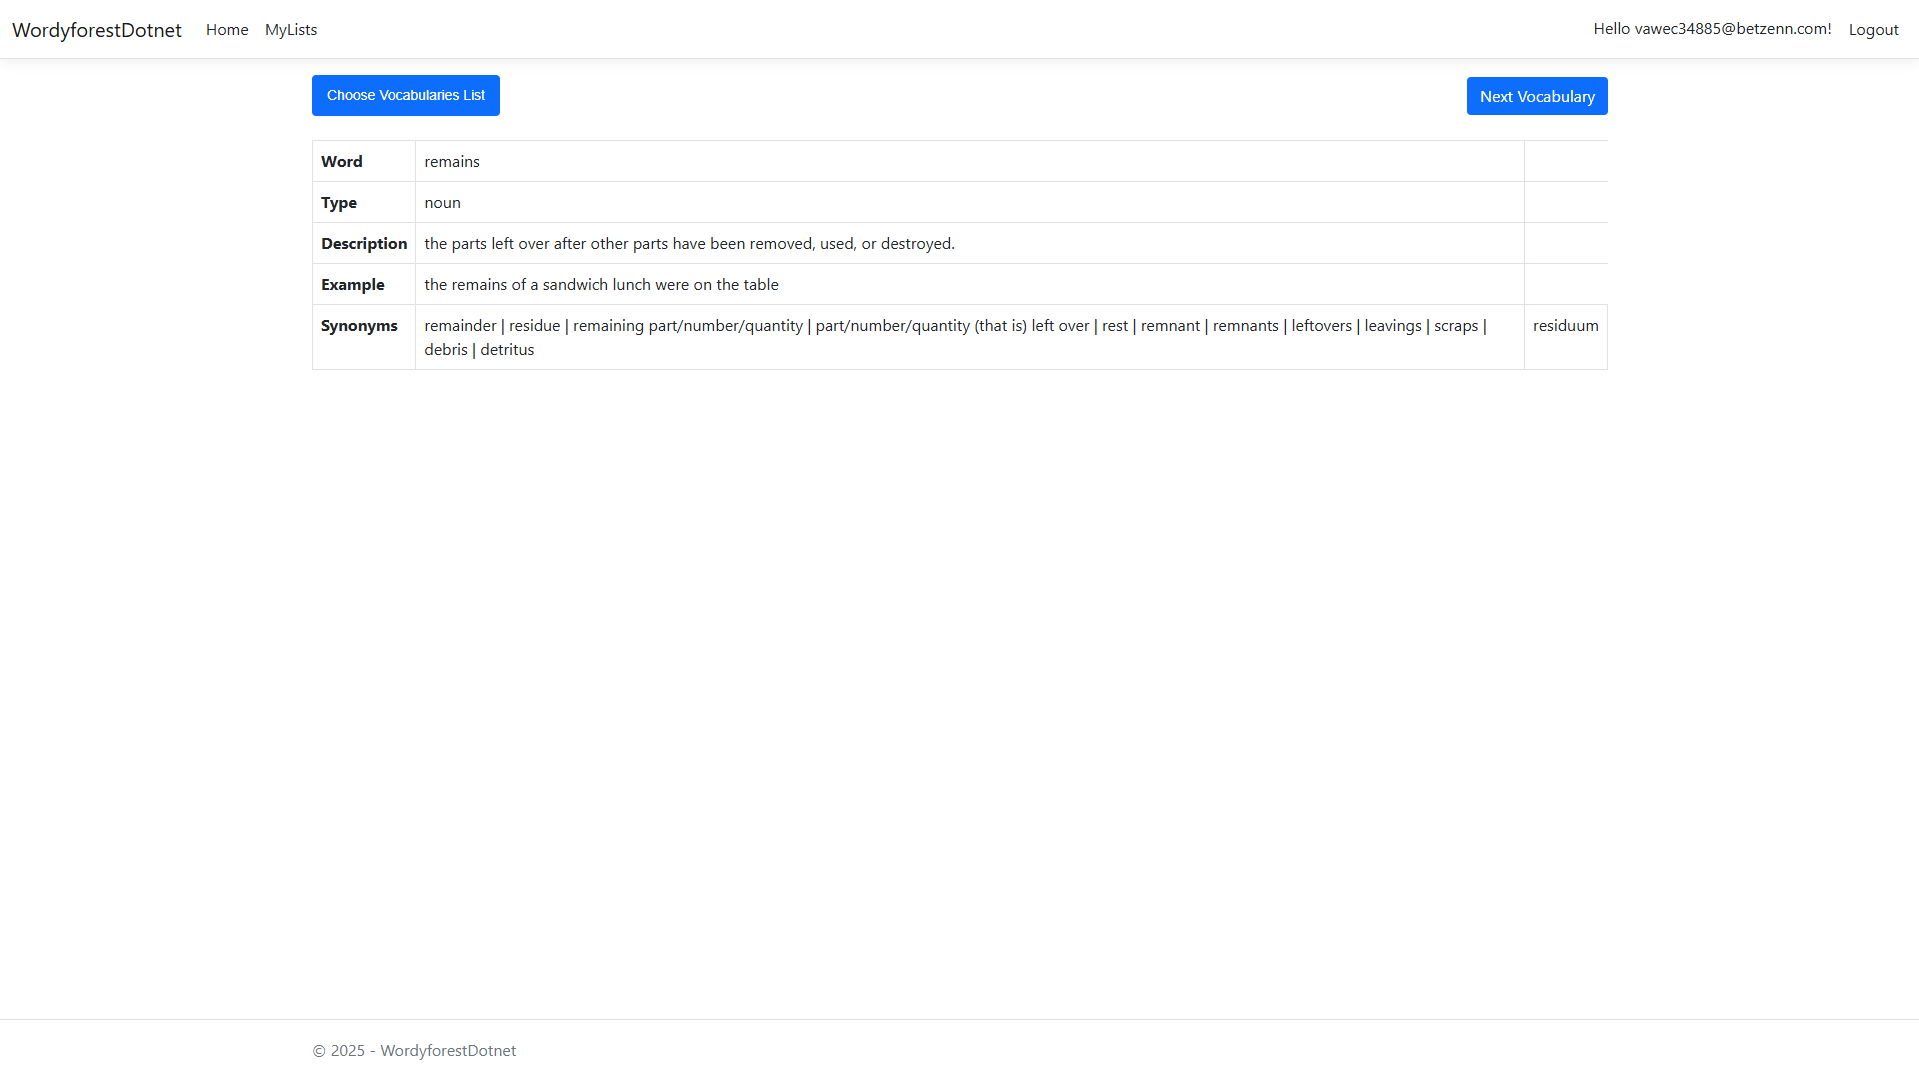 WordyforestDotnet Home MyLists Hello vawec34885@betzenn.com! Logout
Choose Vocabularies List Next Vocabulary
Word remains
Type noun
Description the parts left over after other parts have been removed, used, or destroyed.
Example the remains of a sandwich lunch were on the table
Synonyms remainder | residue | remaining part/number/quantity | part/number/quantity (that is) left over | rest | remnant | remnants | leftovers | leavings | scraps | residuum
debris | detritus
© 2025 - WordyforestDotnet